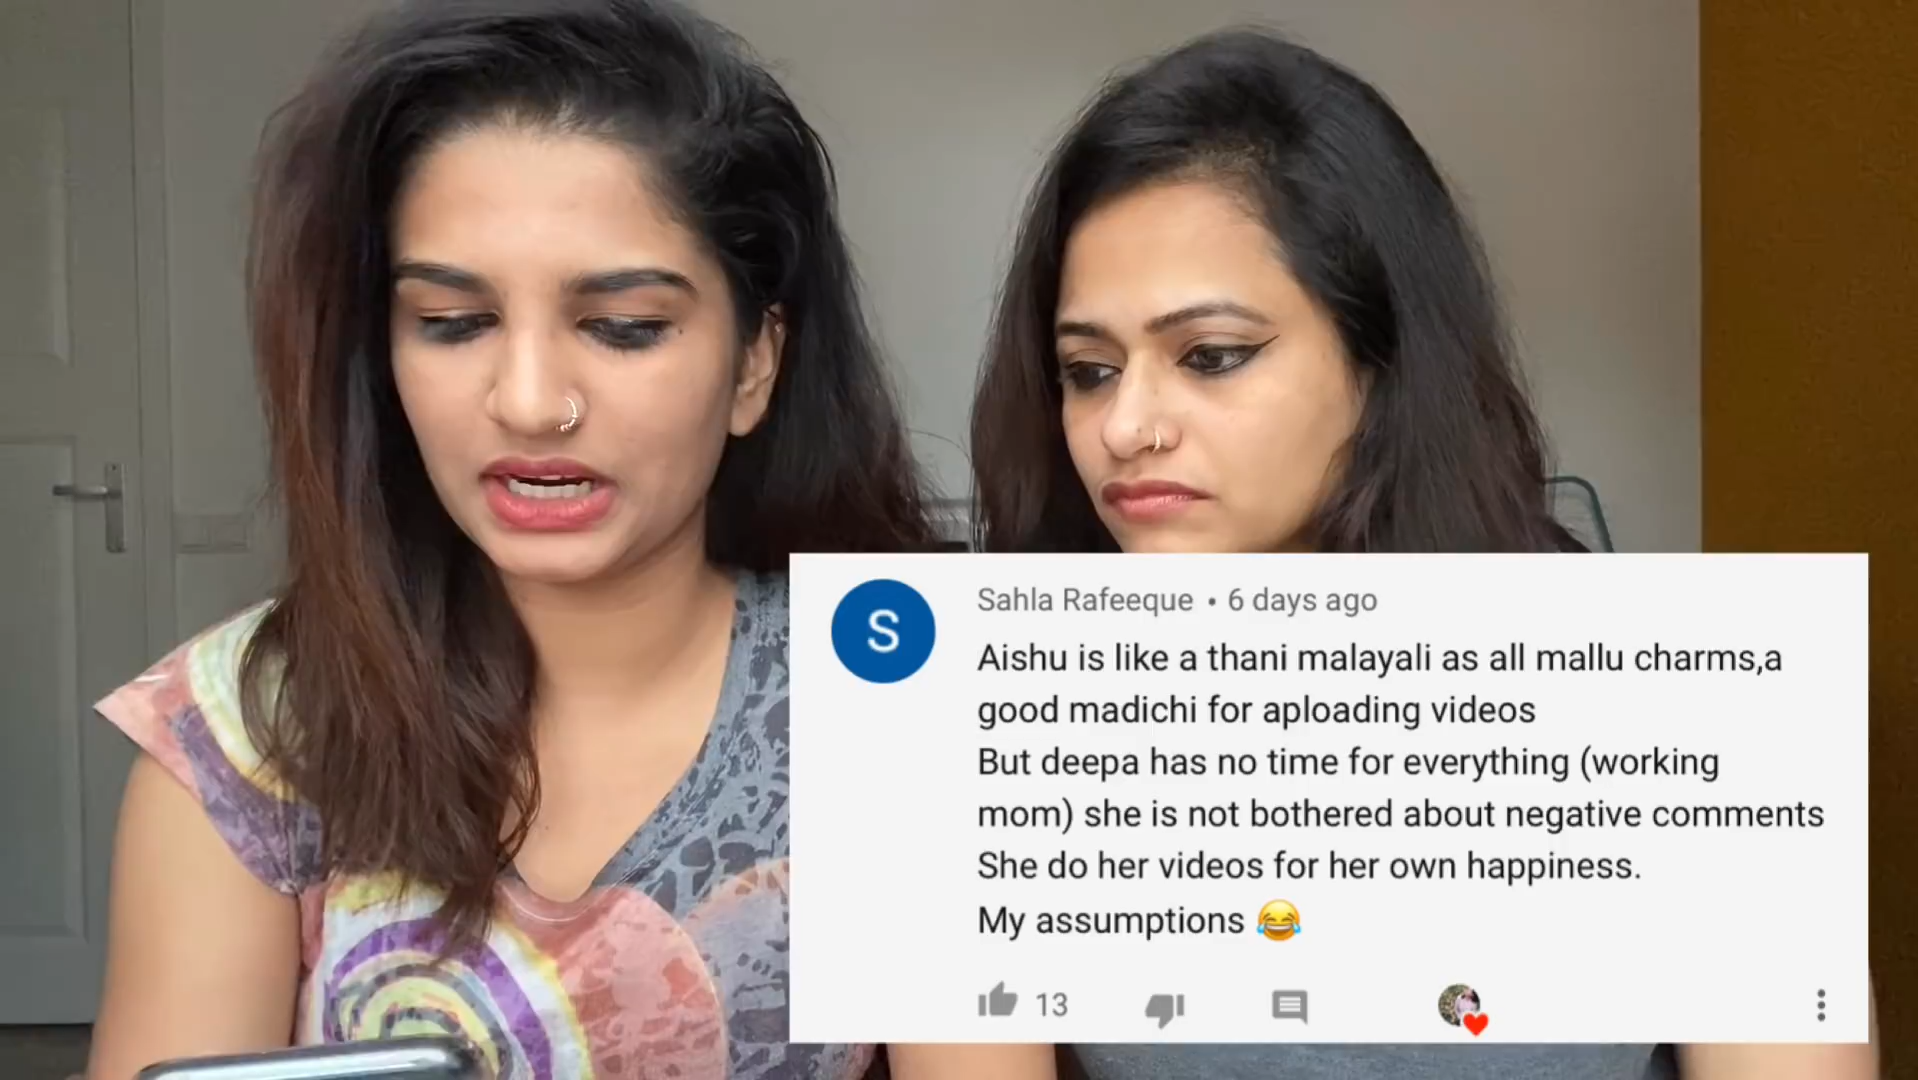 S
Sahla Rafeeque • 6 days ago
Aishu is like a thani malayali as all mallu charms,a
good madichi for aploading videos
But deepa has no time for everything (working
mom) she is not bothered about negative comments
She do her videos for her own happiness.
My assumptions 😂
13